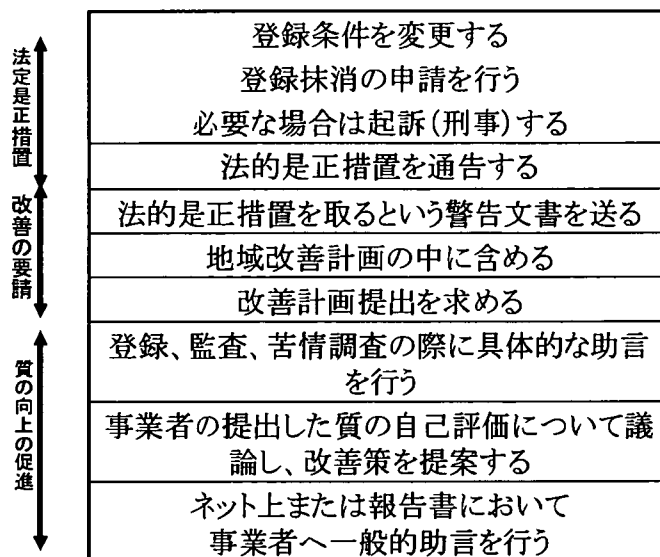 法定是正措置
改善の要請
質の向上の促進
登録条件を変更する
登録抹消の申請を行う
必要な場合は起訴(刑事)する
法的是正措置を通告する
法的是正措置を取るという警告文書を送る
地域改善計画の中に含める
改善計画提出を求める
登録、監査、苦情調査の際に具体的な助言
を行う
事業者の提出した質の自己評価について議
論し、改善策を提案する
ネット上または報告書において
事業者へ一般的助言を行う